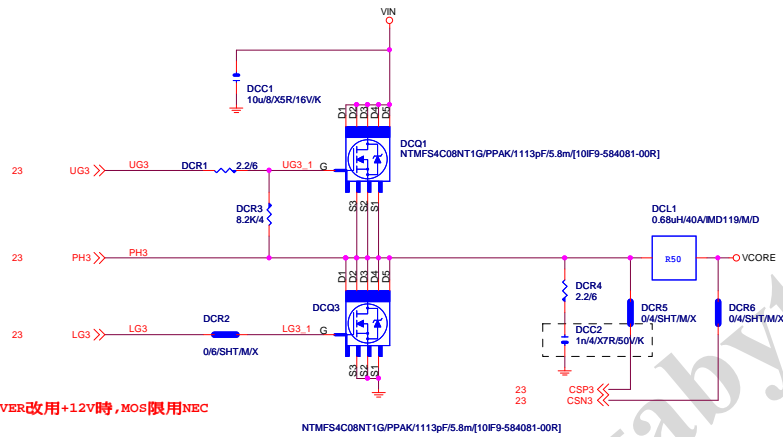 VIN
DCC1
10u/8/X5R/16V/K
D1 D2 D3 D4 D5
DCQ1
NTMFS4C08NT1G/PPAK/1113pF/5.8m/[10IF9-584081-00R]
23 UG3 UG3 DCR1 2.2/6 UG3_1 G
S3 S2 S1
DCR3
8.2K/4
DCL1
0.68uH/40A/IMD119/M/D
23 PH3 PH3
R50
VCORE
D1 D2 D3 D4 D5
DCR4
2.2/6
DCQ3
DCR5
0/4/SHT/M/X
DCR6
0/4/SHT/M/X
DCR2
23 LG3 LG3 LG3_1 G
0/6/SHT/M/X
DCC2
1n/4/X7R/50V/K
S3 S2 S1
23 CSP3
23 CSN3
VER改用+12V時,MOS限用NEC
NTMFS4C08NT1G/PPAK/1113pF/5.8m/[10IF9-584081-00R]
aby